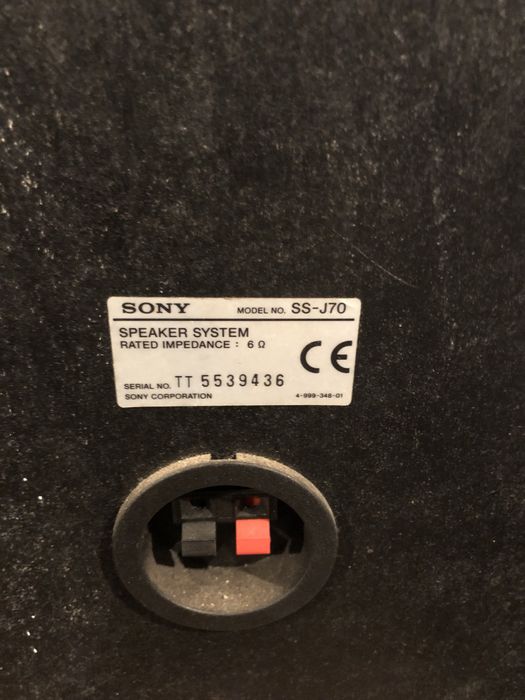 SONY MODEL NO. SS-J70
SPEAKER SYSTEM
RATED IMPEDANCE : 6 Ω
CE
SERIAL NO. TT 5539436
SONY CORPORATION 4-999-348-01